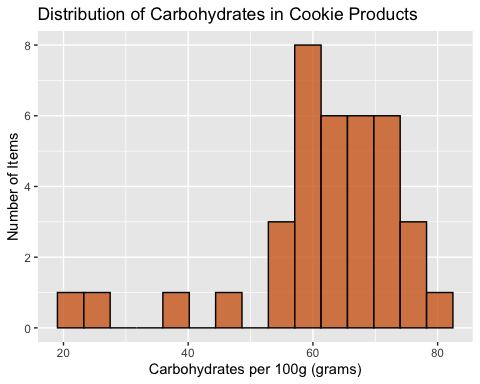 Distribution of Carbohydrates in Cookie Products
Number of Items
8
6
4
2
0
20 40 60 80
Carbohydrates per 100g (grams)